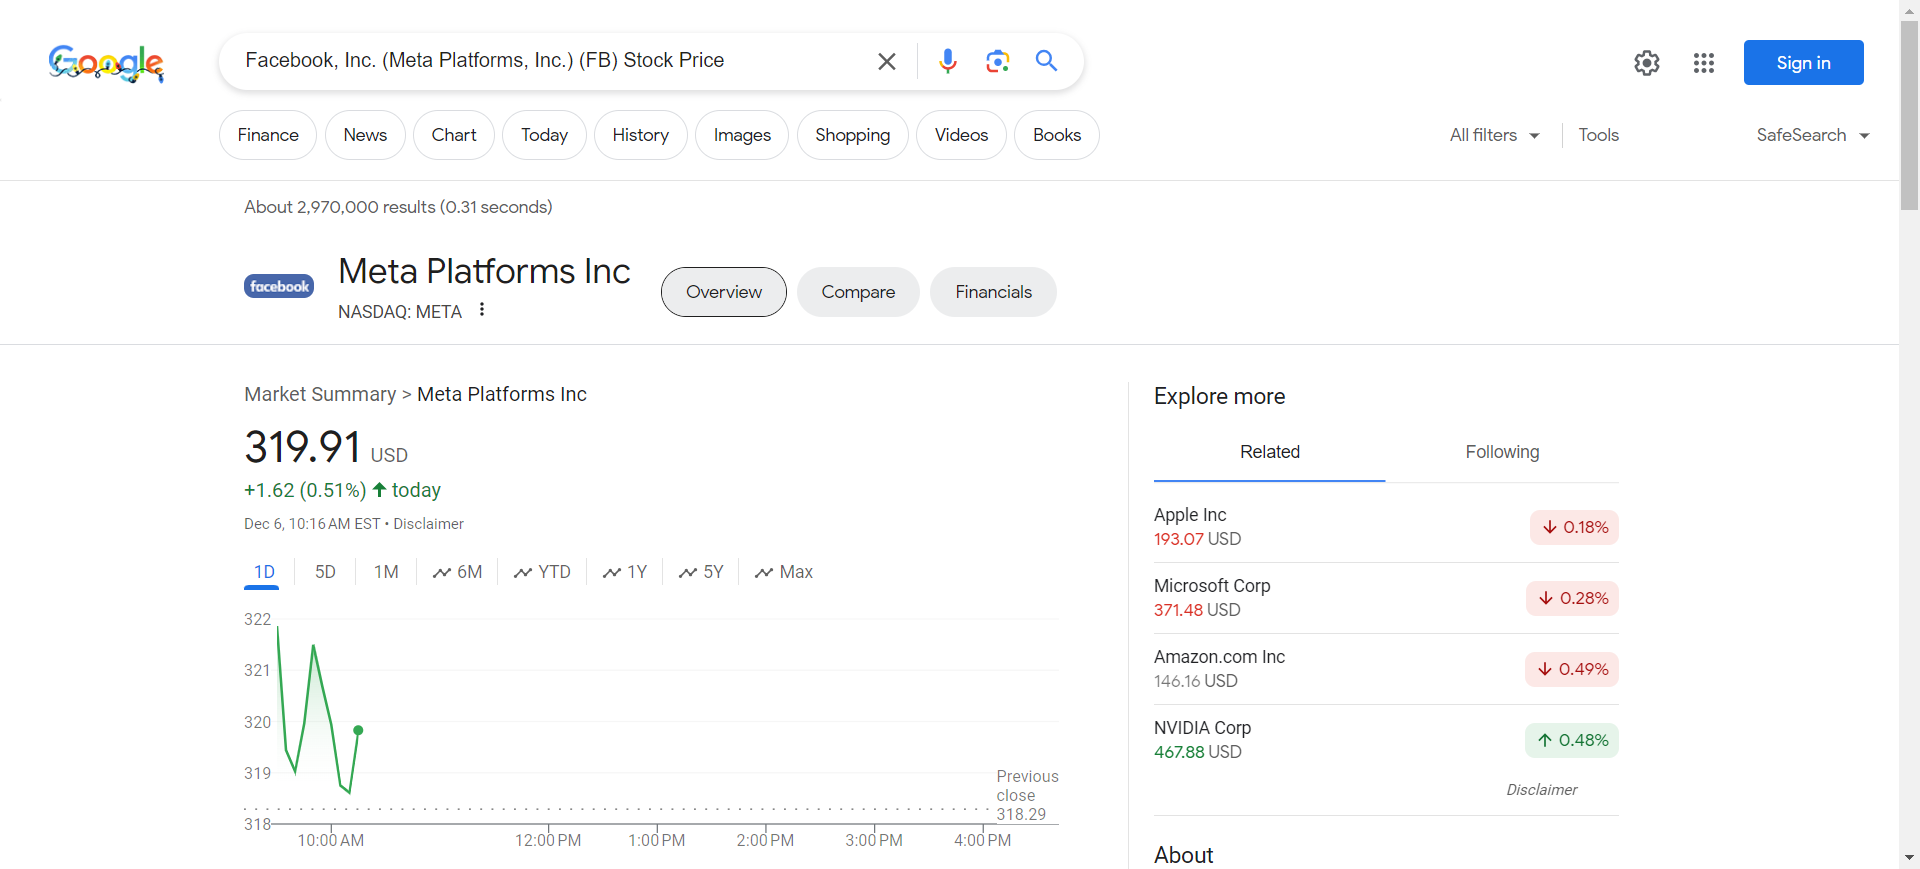 Google
Facebook, Inc. (Meta Platforms, Inc.) (FB) Stock Price
Sign in
Finance
News
Chart
Today
History
Images
Shopping
Videos
Books
All filters
Tools
SafeSearch
About 2,970,000 results (0.31 seconds)
facebook
Meta Platforms Inc
NASDAQ: META
Overview
Compare
Financials
Market Summary > Meta Platforms Inc
319.91 USD
+1.62 (0.51%) today
Dec 6, 10:16 AM EST • Disclaimer
1D
5D
1M
6M
YTD
1Y
5Y
Max
322
321
320
319
318
Previous
close
318.29
10:00 AM
12:00 PM
1:00 PM
2:00 PM
3:00 PM
4:00 PM
Explore more
Related
Following
Apple Inc
193.07 USD
0.18%
Microsoft Corp
371.48 USD
0.28%
Amazon.com Inc
146.16 USD
0.49%
NVIDIA Corp
467.88 USD
0.48%
Disclaimer
About